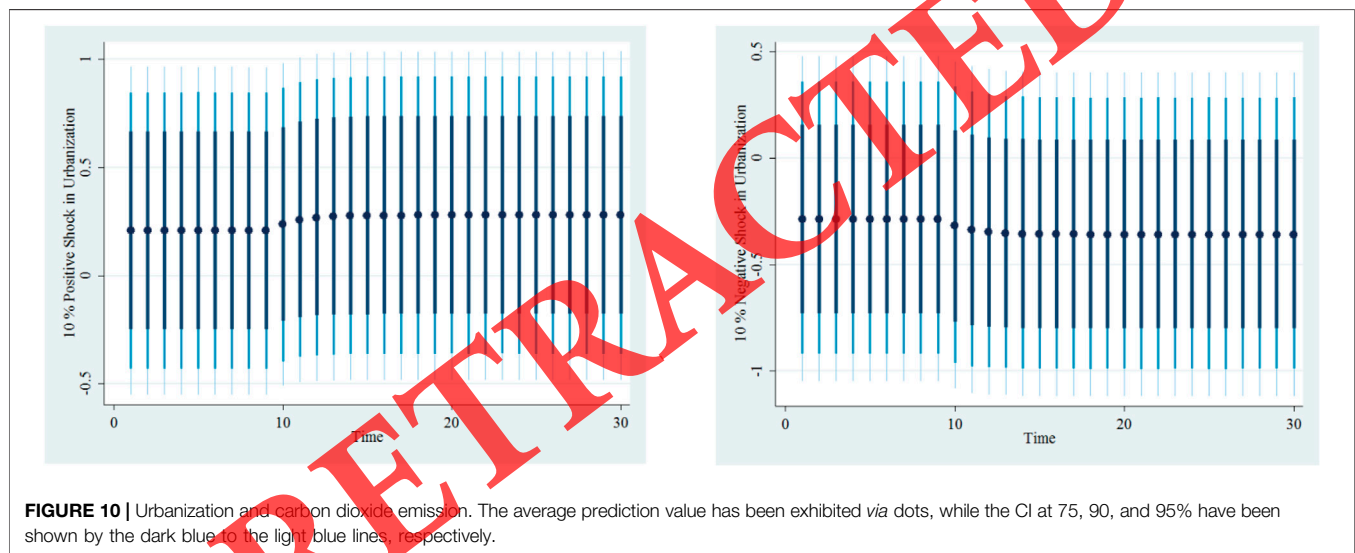 10 % Positive Shock in Urbanization
1
0.5
0
-0.5
0
10
20
30
Time
10 % Negative Shock in Urbanization
0.5
0
-0.5
-1
0
10
20
30
Time
RETRACTED
FIGURE 10 | Urbanization and carbon dioxide emission. The average prediction value has been exhibited via dots, while the CI at 75, 90, and 95% have been
shown by the dark blue to the light blue lines, respectively.